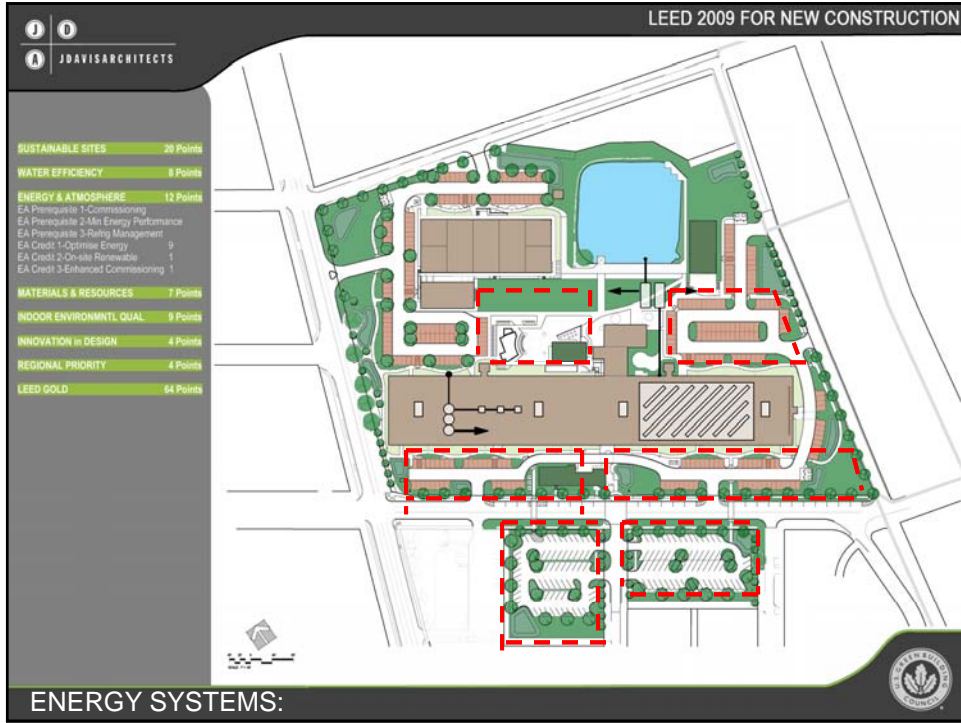 LEED 2009 FOR NEW CONSTRUCTION
J D
A JDAVISARCHITECTS
SUSTAINABLE SITES 20 Points
WATER EFFICIENCY 8 Points
ENERGY & ATMOSPHERE 12 Points
EA Prerequisite 1-Commissioning
EA Prerequisite 2-Min Energy Performance
EA Prerequisite 3-Refrig Management
EA Credit 1-Optimise Energy 9
EA Credit 2-On-site Renewable 1
EA Credit 3-Enhanced Commissioning 1
MATERIALS & RESOURCES 7 Points
INDOOR ENVIRONMNTL QUAL 9 Points
INNOVATION in DESIGN 4 Points
REGIONAL PRIORITY 4 Points
LEED GOLD 64 Points
ENERGY SYSTEMS:
U.S. GREEN BUILDING COUNCIL